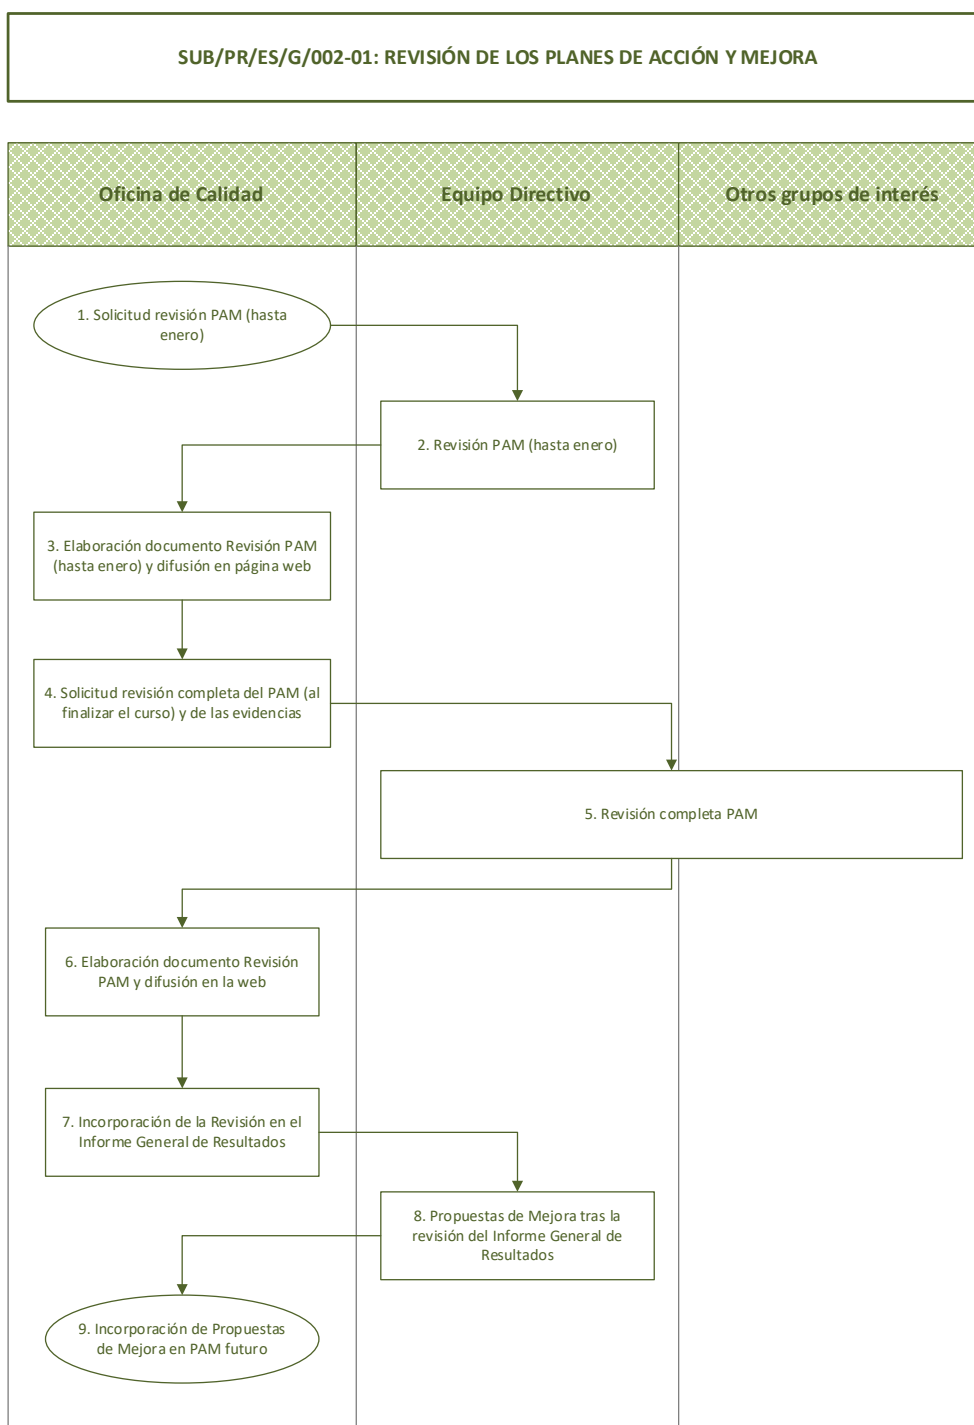 SUB/PR/ES/G/002-01: REVISIÓN DE LOS PLANES DE ACCIÓN Y MEJORA
Oficina de Calidad
Equipo Directivo
Otros grupos de interés
1. Solicitud revisión PAM (hasta
enero)
2. Revisión PAM (hasta enero)
3. Elaboración documento Revisión PAM
(hasta enero) y difusión en página web
4. Solicitud revisión completa del PAM (al
finalizar el curso) y de las evidencias
5. Revisión completa PAM
6. Elaboración documento Revisión
PAM y difusión en la web
7. Incorporación de la Revisión en el
Informe General de Resultados
8. Propuestas de Mejora tras la
revisión del Informe General de
Resultados
9. Incorporación de Propuestas
de Mejora en PAM futuro